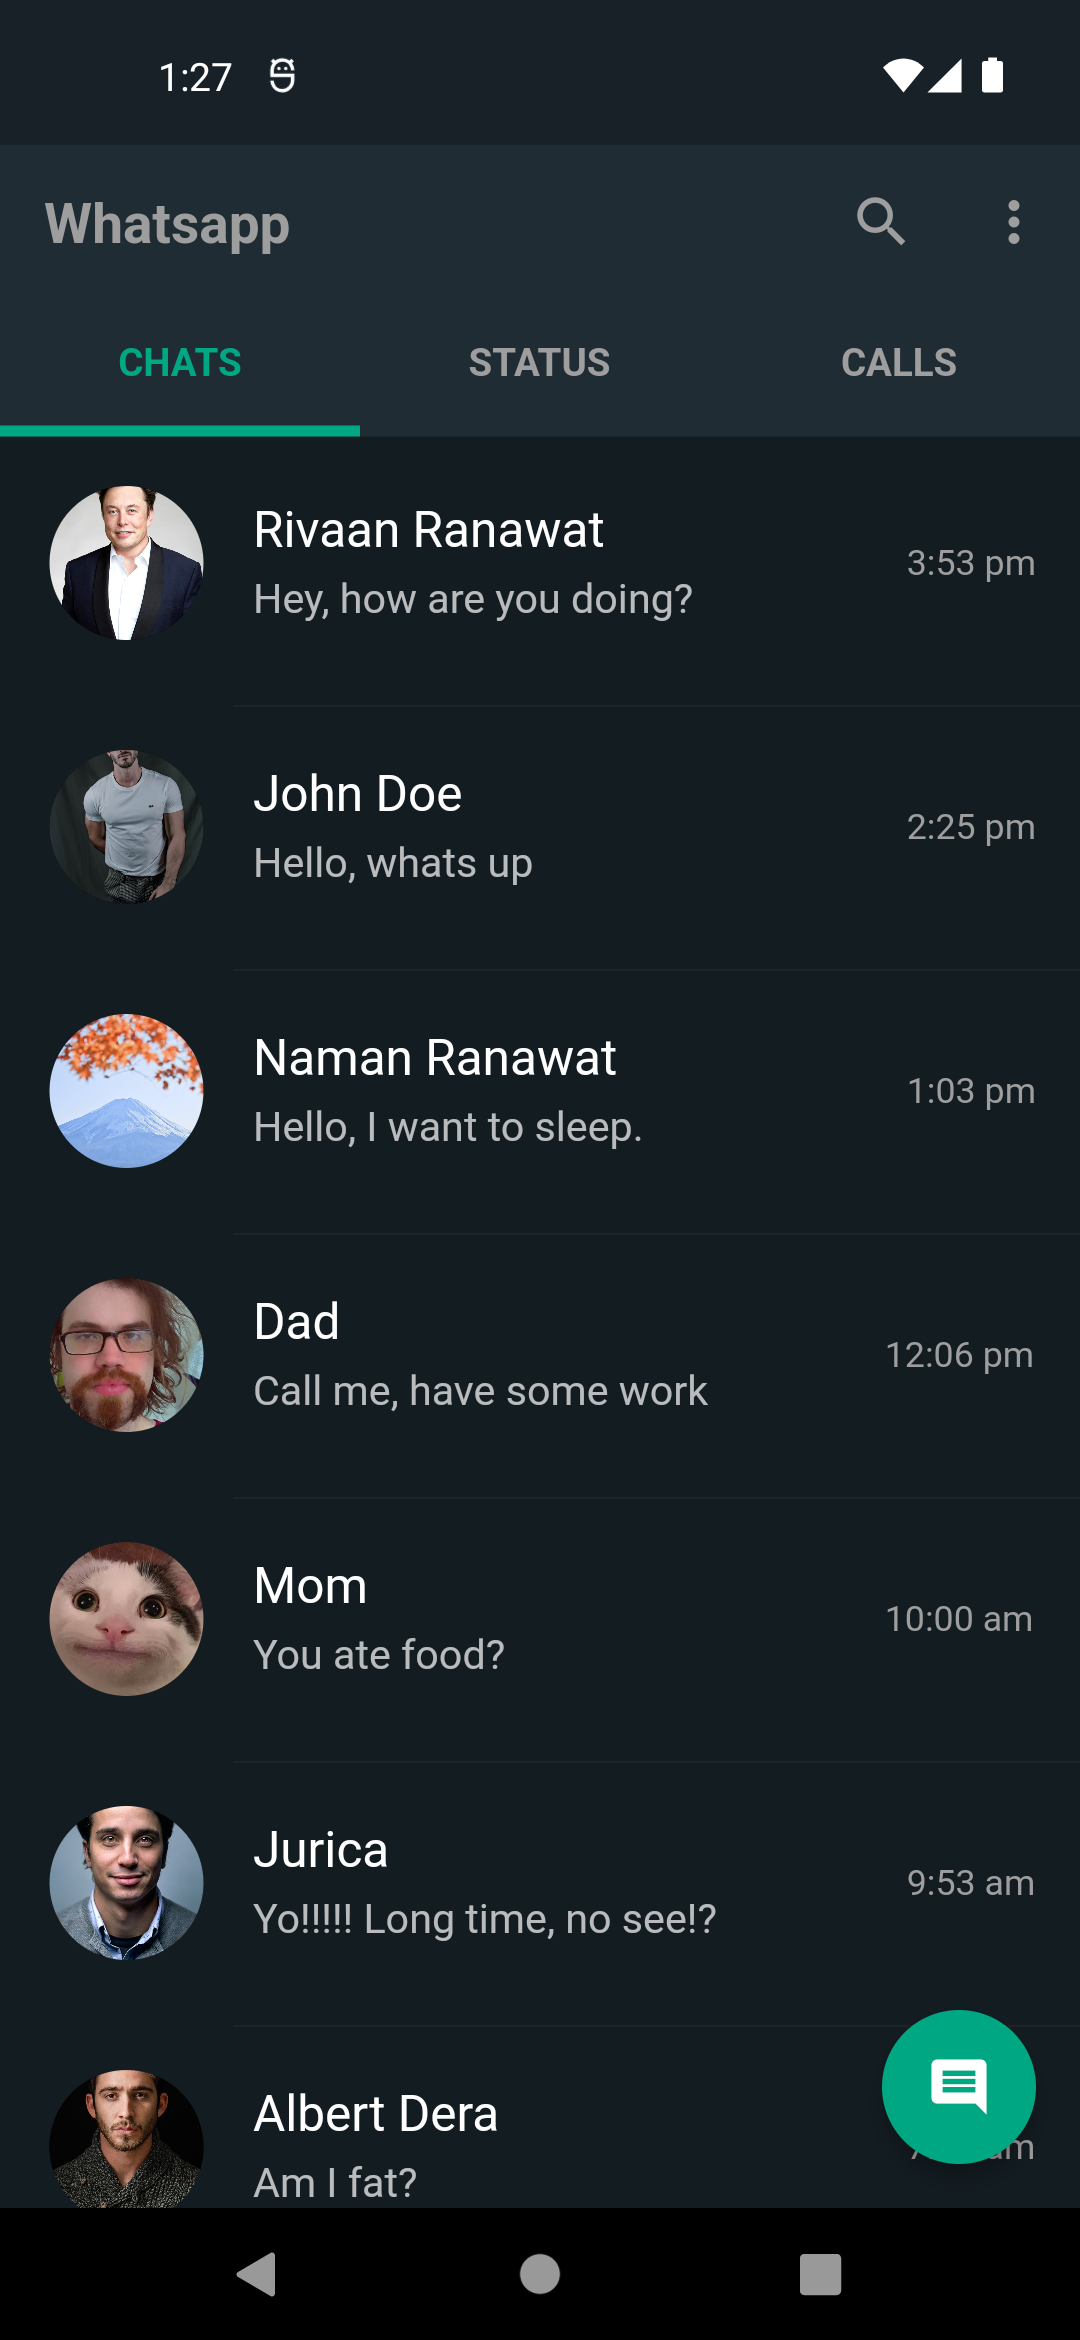 1:27
Whatsapp
CHATS STATUS CALLS
Rivaan Ranawat
3:53 pm
Hey, how are you doing?
John Doe
2:25 pm
Hello, whats up
Naman Ranawat
1:03 pm
Hello, I want to sleep.
Dad
12:06 pm
Call me, have some work
Mom
10:00 am
You ate food?
Jurica
9:53 am
Yo!!!!! Long time, no see!?
Albert Dera
Am I fat?